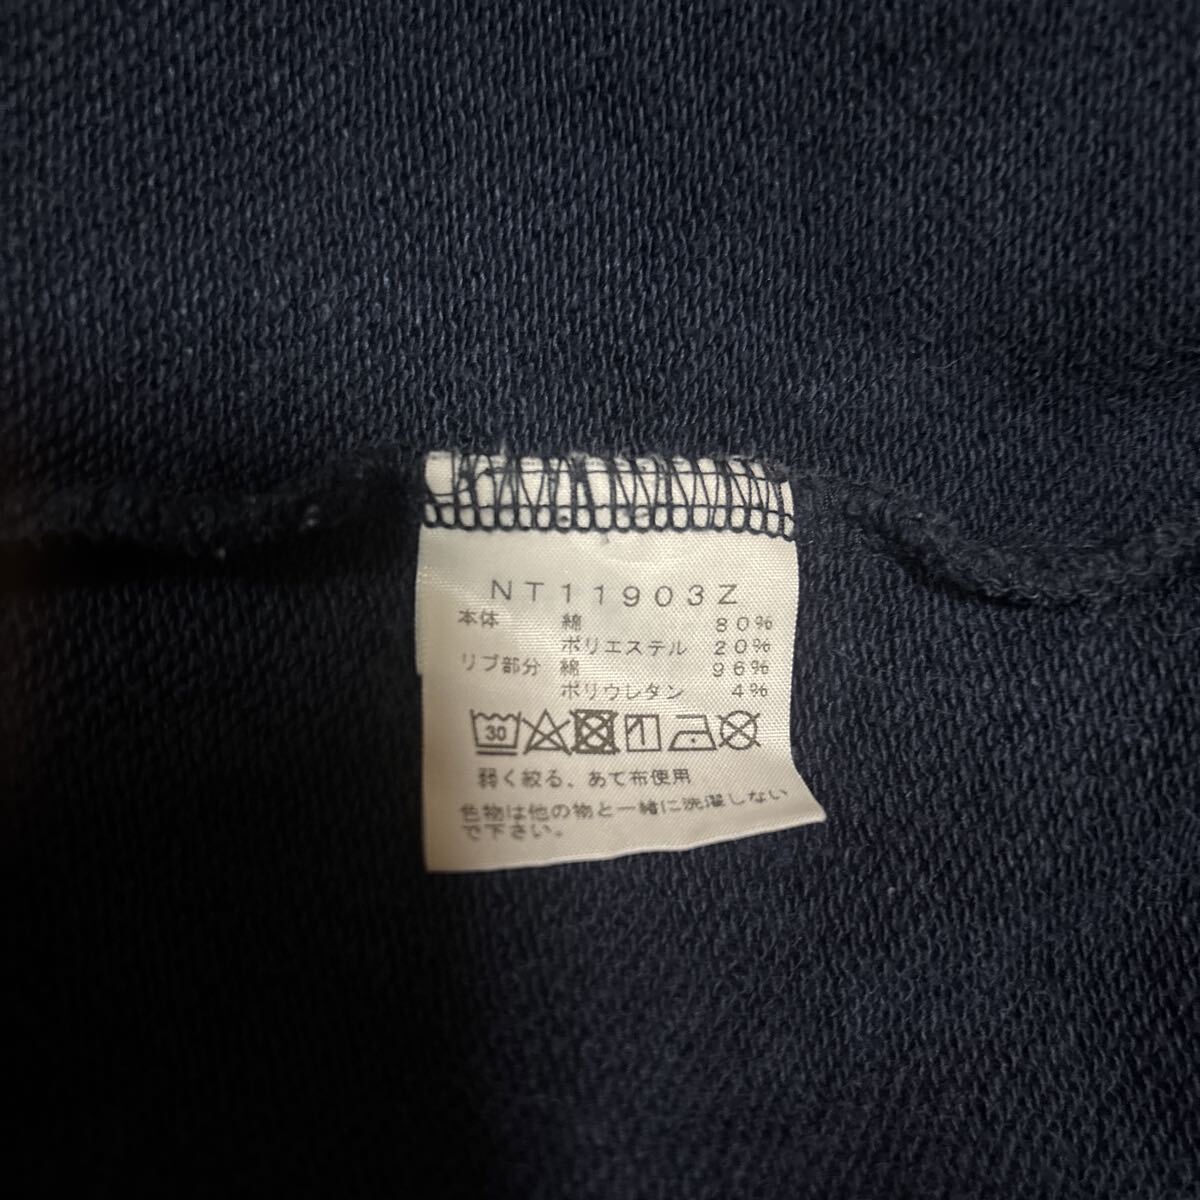 NT11903Z
本体 綿 80%
ポリエステル 20%
リブ部分 綿 96%
ポリウレタン 4%
30
弱く絞る、あて布使用
色物は他の物と一緒に洗濯しない
で下さい。